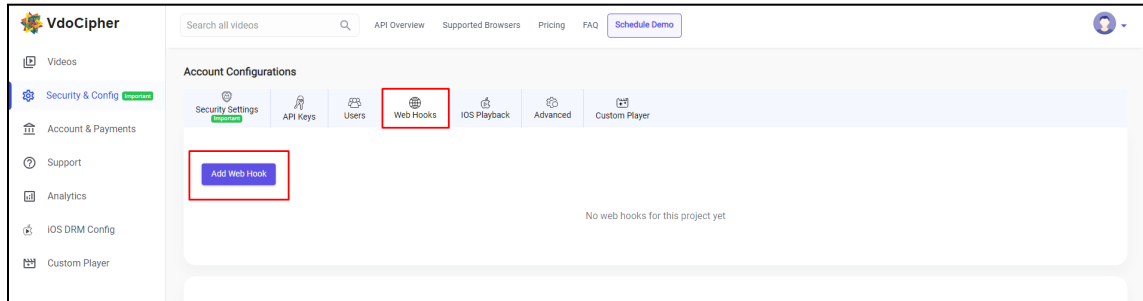 VdoCipher
Search all videos
API Overview
Supported Browsers
Pricing
FAQ
Schedule Demo
Videos
Security & Config Important
Account & Payments
Support
Analytics
iOS DRM Config
Custom Player
Account Configurations
Security Settings
Important
API Keys
Users
Web Hooks
IOS Playback
Advanced
Custom Player
Add Web Hook
No web hooks for this project yet